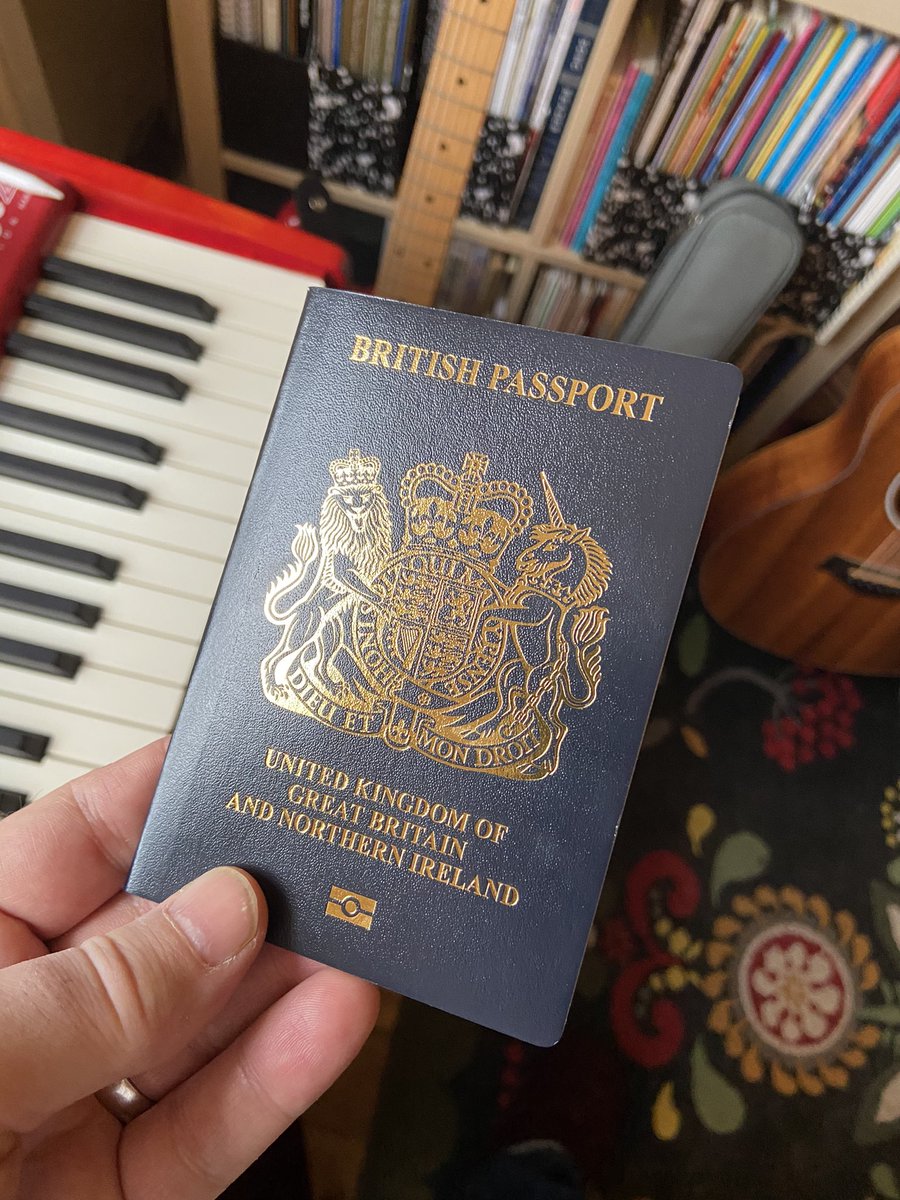 BRITISH PASSPORT
DIEU ET MON DROIT
UNITED KINGDOM OF
GREAT BRITAIN
AND NORTHERN IRELAND